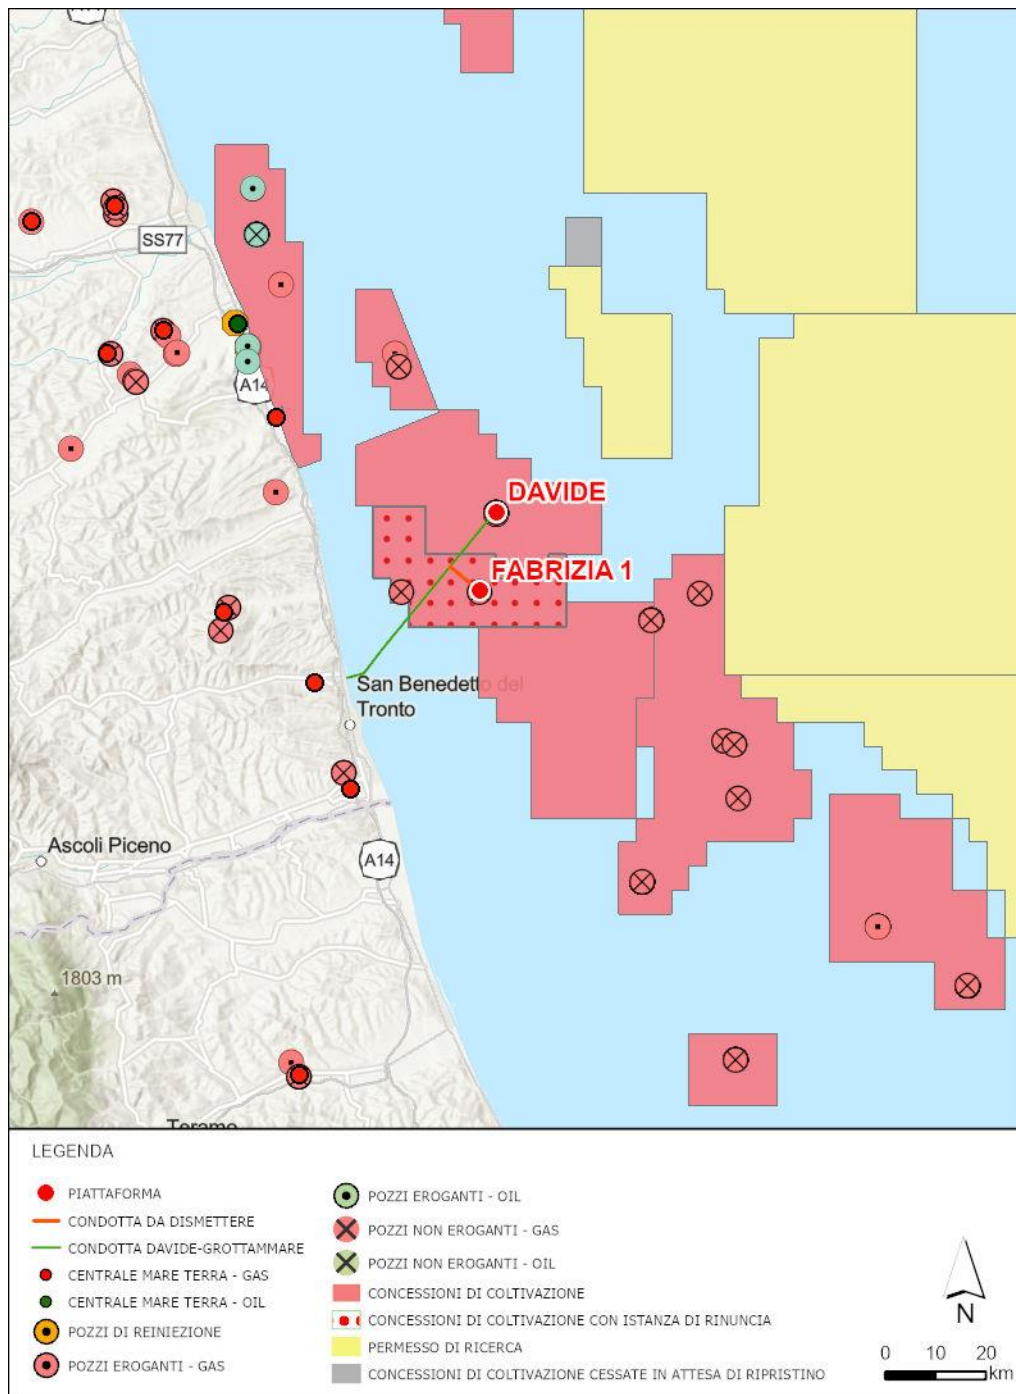 SS77
A14
DAVIDE
FABRIZIA 1
San Benedetto del
Tronto
Ascoli Piceno
A14
1803 m
Teramo
LEGENDA
PIATTAFORMA
CONDOTTA DA DISMETTERE
CONDOTTA DAVIDE-GROTTAMMARE
CENTRALE MARE TERRA - GAS
CENTRALE MARE TERRA - OIL
POZZI DI REINIEZIONE
POZZI EROGANTI - GAS
POZZI EROGANTI - OIL
POZZI NON EROGANTI - GAS
POZZI NON EROGANTI - OIL
CONCESSIONI DI COLTIVAZIONE
CONCESSIONI DI COLTIVAZIONE CON ISTANZA DI RINUNCIA
PERMESSO DI RICERCA
CONCESSIONI DI COLTIVAZIONE CESSATE IN ATTESA DI RIPRISTINO
N
0 10 20
km